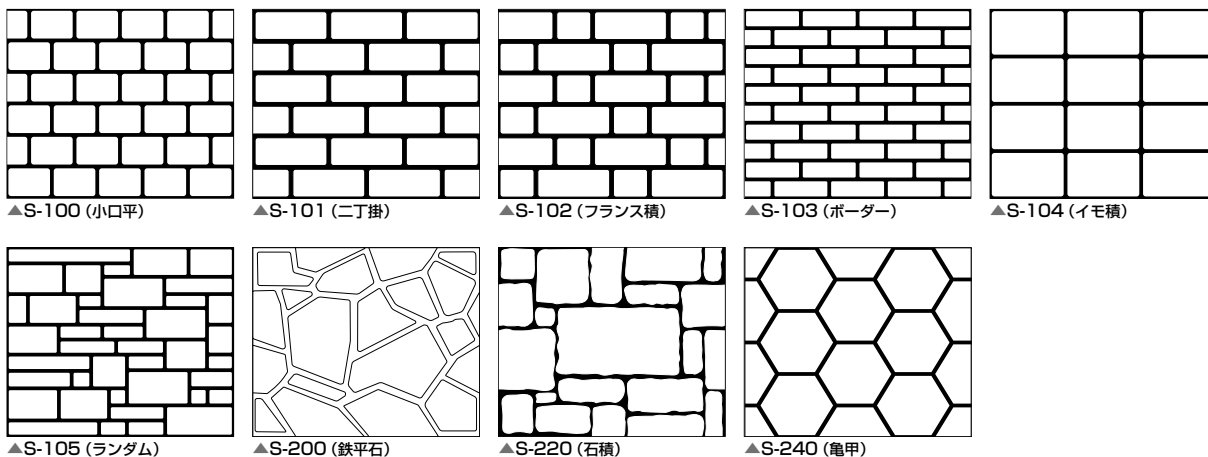 ▲S-100（小口平）
▲S-101（二丁掛）
▲S-102（フランス積）
▲S-103（ボーダー）
▲S-104（イモ積）
▲S-105（ランダム）
▲S-200（鉄平石）
▲S-220（石積）
▲S-240（亀甲）